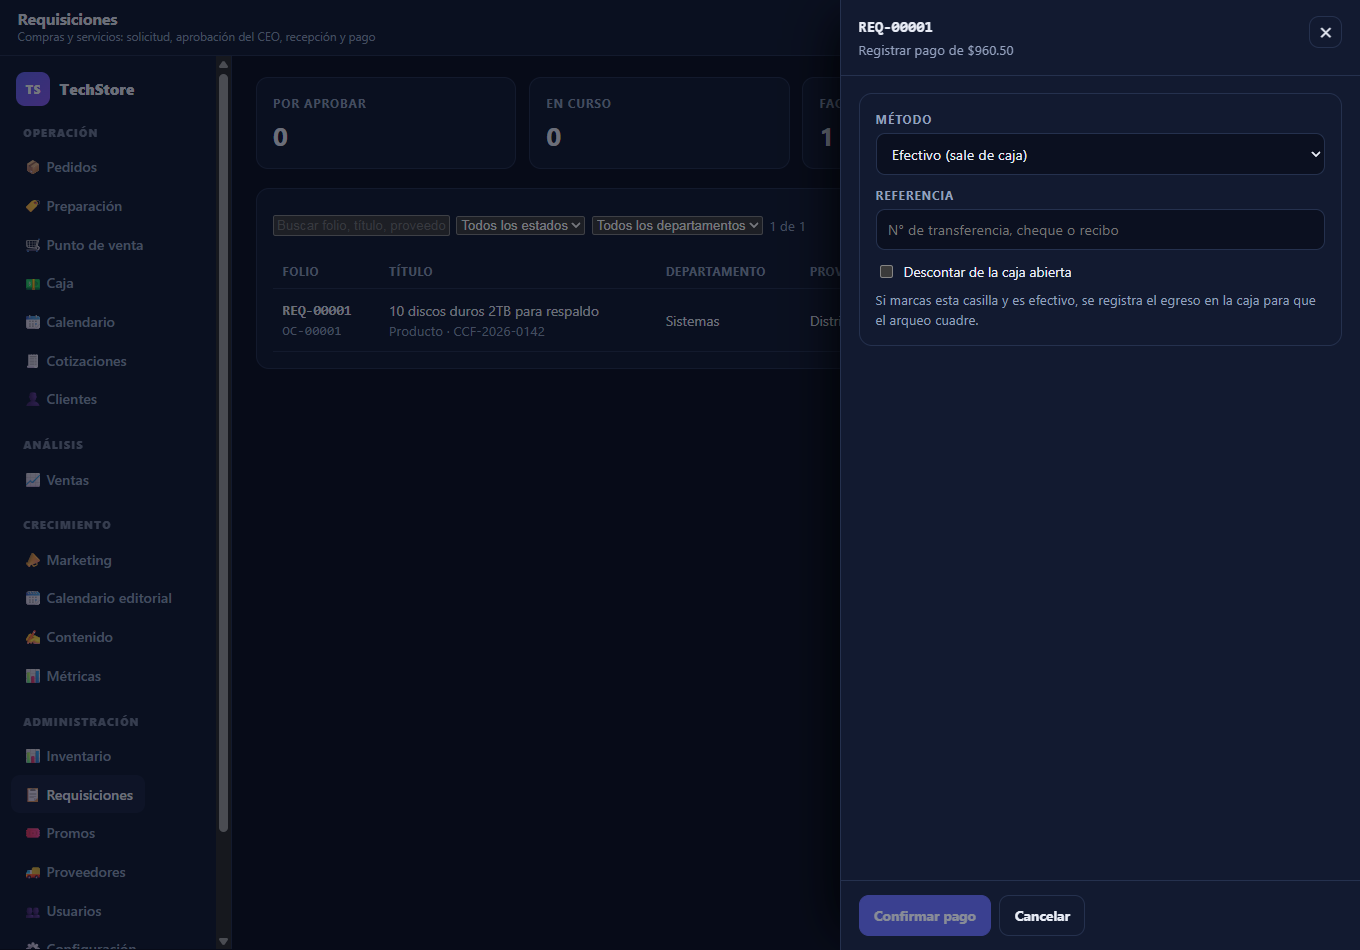 Requisiciones
Compras y servicios: solicitud, aprobación del CEO, recepción y pago
TS
TechStore
OPERACIÓN
Pedidos
Preparación
Punto de venta
Caja
Calendario
Cotizaciones
Clientes
ANÁLISIS
Ventas
CRECIMIENTO
Marketing
Calendario editorial
Contenido
Métricas
ADMINISTRACIÓN
Inventario
Requisiciones
Promos
Proveedores
Usuarios
Configuración
POR APROBAR
0
EN CURSO
0
1
Buscar folio, título, proveedo
Todos los estados
Todos los departamentos
1 de 1
FOLIO TÍTULO DEPARTAMENTO
REQ-00001
OC-00001
10 discos duros 2TB para respaldo
Producto · CCF-2026-0142
Sistemas
REQ-00001
Registrar pago de $960.50
MÉTODO
Efectivo (sale de caja)
REFERENCIA
N° de transferencia, cheque o recibo
Descontar de la caja abierta
Si marcas esta casilla y es efectivo, se registra el egreso en la caja para que
el arqueo cuadre.
Confirmar pago
Cancelar